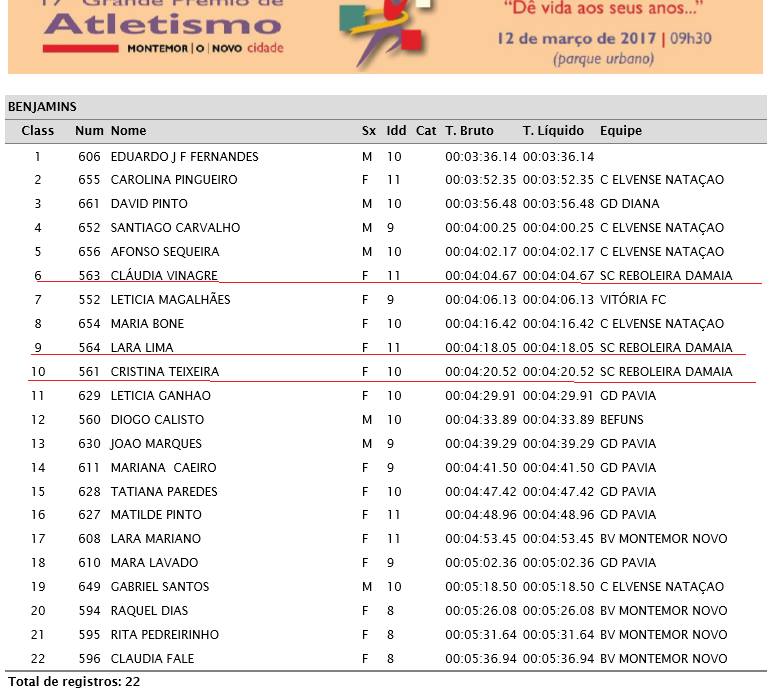 17º Grande Prémio de
Atletismo
MONTEMOR | O | NOVO cidade
“Dê vida aos seus anos...”
12 de março de 2017 | 09h30
(parque urbano)
BENJAMINS
Class Num Nome Sx Idd Cat T. Bruto T. Líquido Equipe
1 606 EDUARDO J F FERNANDES M 10 00:03:36.14 00:03:36.14
2 655 CAROLINA PINGUEIRO F 11 00:03:52.35 00:03:52.35 C ELVENSE NATAÇAO
3 661 DAVID PINTO M 10 00:03:56.48 00:03:56.48 GD DIANA
4 652 SANTIAGO CARVALHO M 9 00:04:00.25 00:04:00.25 C ELVENSE NATAÇAO
5 656 AFONSO SEQUEIRA M 10 00:04:02.17 00:04:02.17 C ELVENSE NATAÇAO
6 563 CLÁUDIA VINAGRE F 11 00:04:04.67 00:04:04.67 SC REBOLEIRA DAMAIA
7 552 LETICIA MAGALHÃES F 9 00:04:06.13 00:04:06.13 VITÓRIA FC
8 654 MARIA BONE F 10 00:04:16.42 00:04:16.42 C ELVENSE NATAÇAO
9 564 LARA LIMA F 11 00:04:18.05 00:04:18.05 SC REBOLEIRA DAMAIA
10 561 CRISTINA TEIXEIRA F 10 00:04:20.52 00:04:20.52 SC REBOLEIRA DAMAIA
11 629 LETICIA GANHAO F 10 00:04:29.91 00:04:29.91 GD PAVIA
12 560 DIOGO CALISTO M 10 00:04:33.89 00:04:33.89 BEFUNS
13 630 JOAO MARQUES M 9 00:04:39.29 00:04:39.29 GD PAVIA
14 611 MARIANA CAEIRO F 9 00:04:41.50 00:04:41.50 GD PAVIA
15 628 TATIANA PAREDES F 10 00:04:47.42 00:04:47.42 GD PAVIA
16 627 MATILDE PINTO F 11 00:04:48.96 00:04:48.96 GD PAVIA
17 608 LARA MARIANO F 11 00:04:53.45 00:04:53.45 BV MONTEMOR NOVO
18 610 MARA LAVADO F 9 00:05:02.36 00:05:02.36 GD PAVIA
19 649 GABRIEL SANTOS M 10 00:05:18.50 00:05:18.50 C ELVENSE NATAÇAO
20 594 RAQUEL DIAS F 8 00:05:26.08 00:05:26.08 BV MONTEMOR NOVO
21 595 RITA PEDREIRINHO F 8 00:05:31.64 00:05:31.64 BV MONTEMOR NOVO
22 596 CLAUDIA FALE F 8 00:05:36.94 00:05:36.94 BV MONTEMOR NOVO
Total de registros: 22